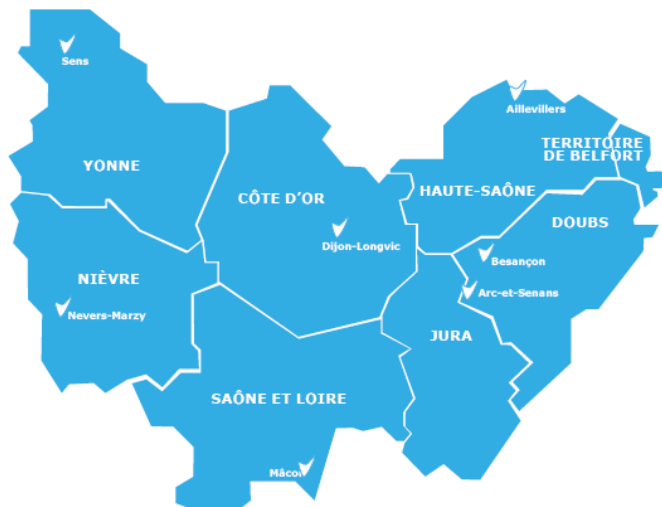 Sens
Aillevillers
TERRITOIRE
DE BELFORT
YONNE
HAUTE-SAÔNE
CÔTE D'OR
DOUBS
Dijon-Longvic
Besançon
NIÈVRE
Arc-et-Senans
Nevers-Marzy
JURA
SAÔNE ET LOIRE
Mâco